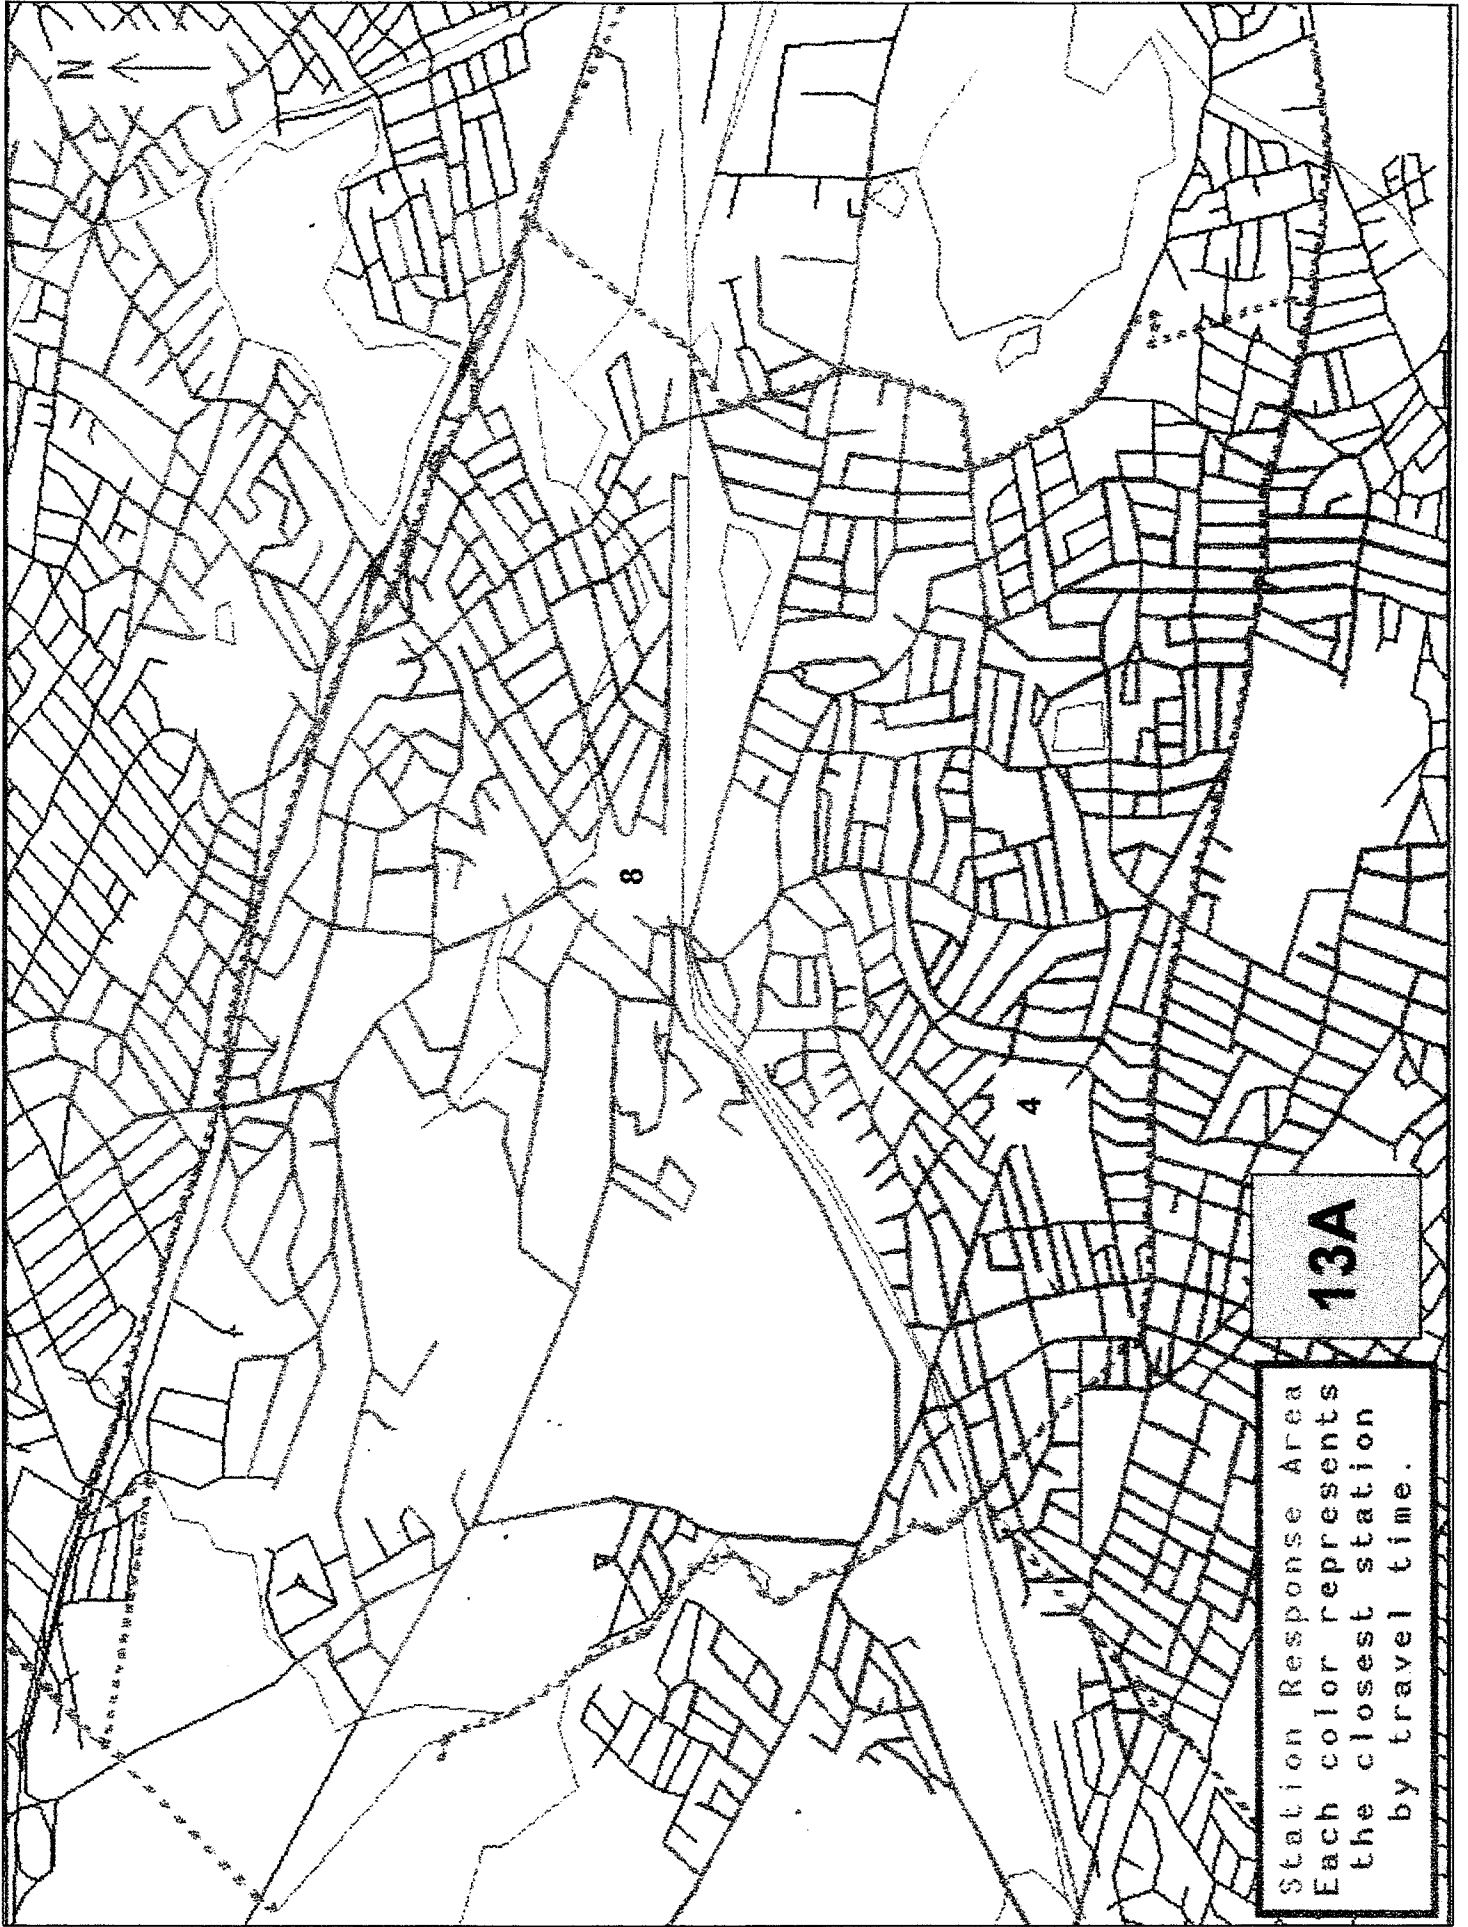 N
8
4
13A
Station Response Area
Each color represents
the closest station
by travel time.